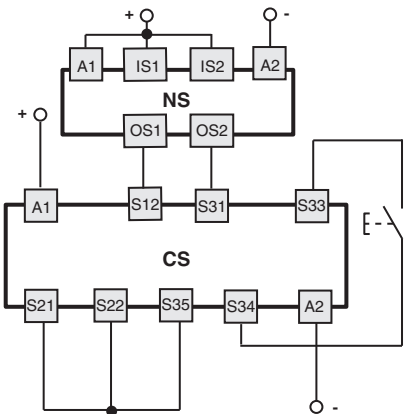 + -
A1 IS1 IS2 A2
NS
+ OS1 OS2
A1 S12 S31 S33
CS
S21 S22 S35 S34 A2
-